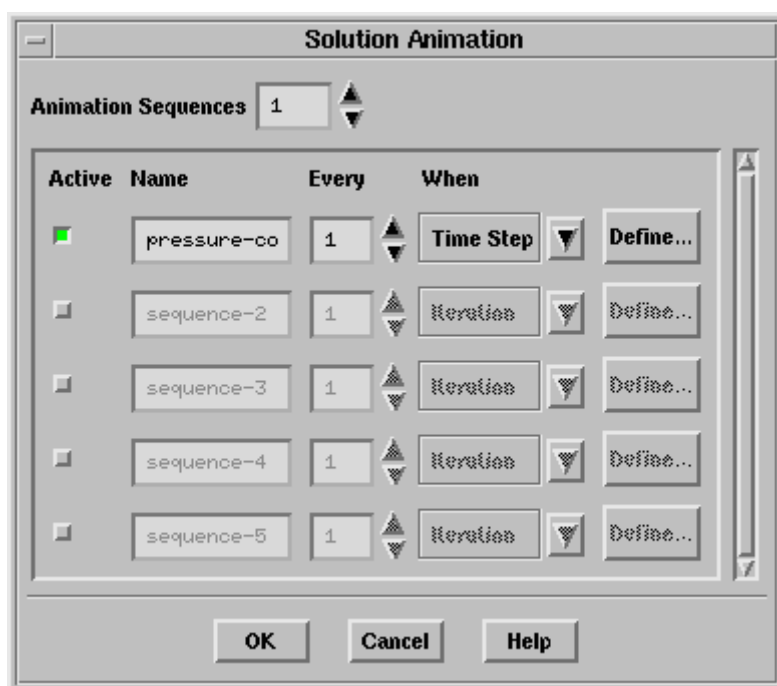 Solution Animation
Animation Sequences 1
Active Name Every When
pressure-co 1 Time Step Define...
sequence-2 1 Iteration Define...
sequence-3 1 Iteration Define...
sequence-4 1 Iteration Define...
sequence-5 1 Iteration Define...
OK Cancel Help